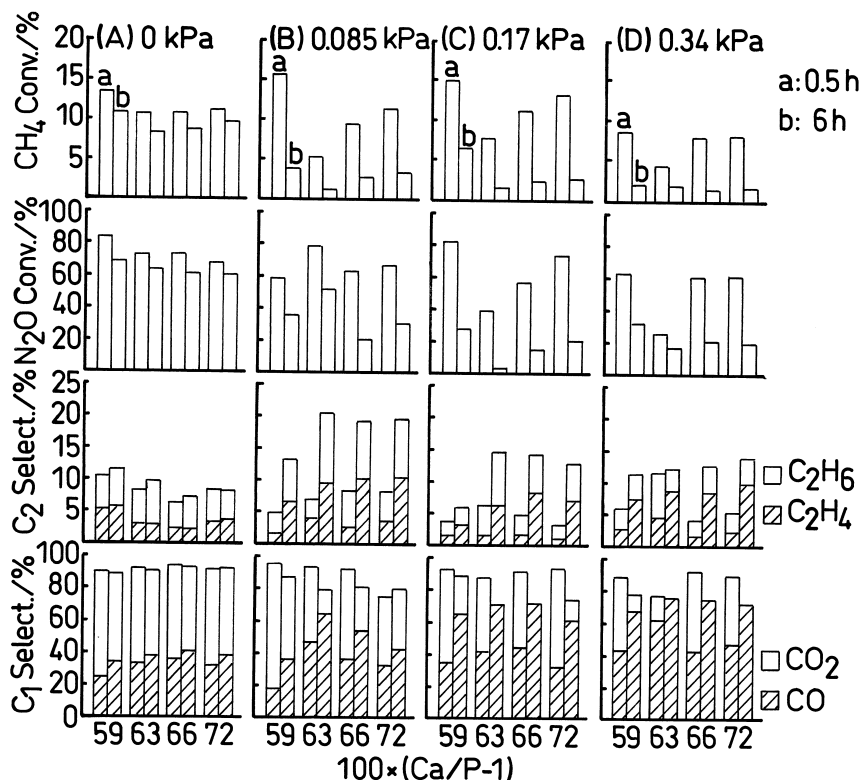 (A) 0 kPa (B) 0.085 kPa (C) 0.17 kPa (D) 0.34 kPa
CH4 Conv./%
20
15
10
5
a b
a
b
a
b
a
b
a: 0.5 h
b: 6 h
N2O Conv./%
100
80
60
40
20
C2 Select./%
25
20
15
10
5
C2H6
C2H4
C1 Select./%
100
80
60
40
20
0
CO2
CO
59 63 66 72 59 63 66 72 59 63 66 72 59 63 66 72
100×(Ca/P-1)